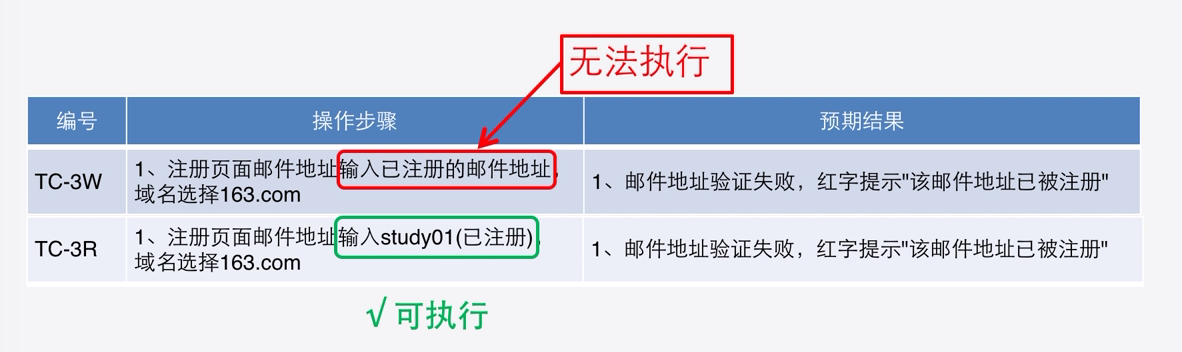 无法执行
编号 操作步骤 预期结果
TC-3W
1、注册页面邮件地址输入已注册的邮件地址,
域名选择163.com
1、邮件地址验证失败，红字提示"该邮件地址已被注册"
TC-3R
1、注册页面邮件地址输入study01(已注册),
域名选择163.com
1、邮件地址验证失败，红字提示"该邮件地址已被注册"
√ 可执行